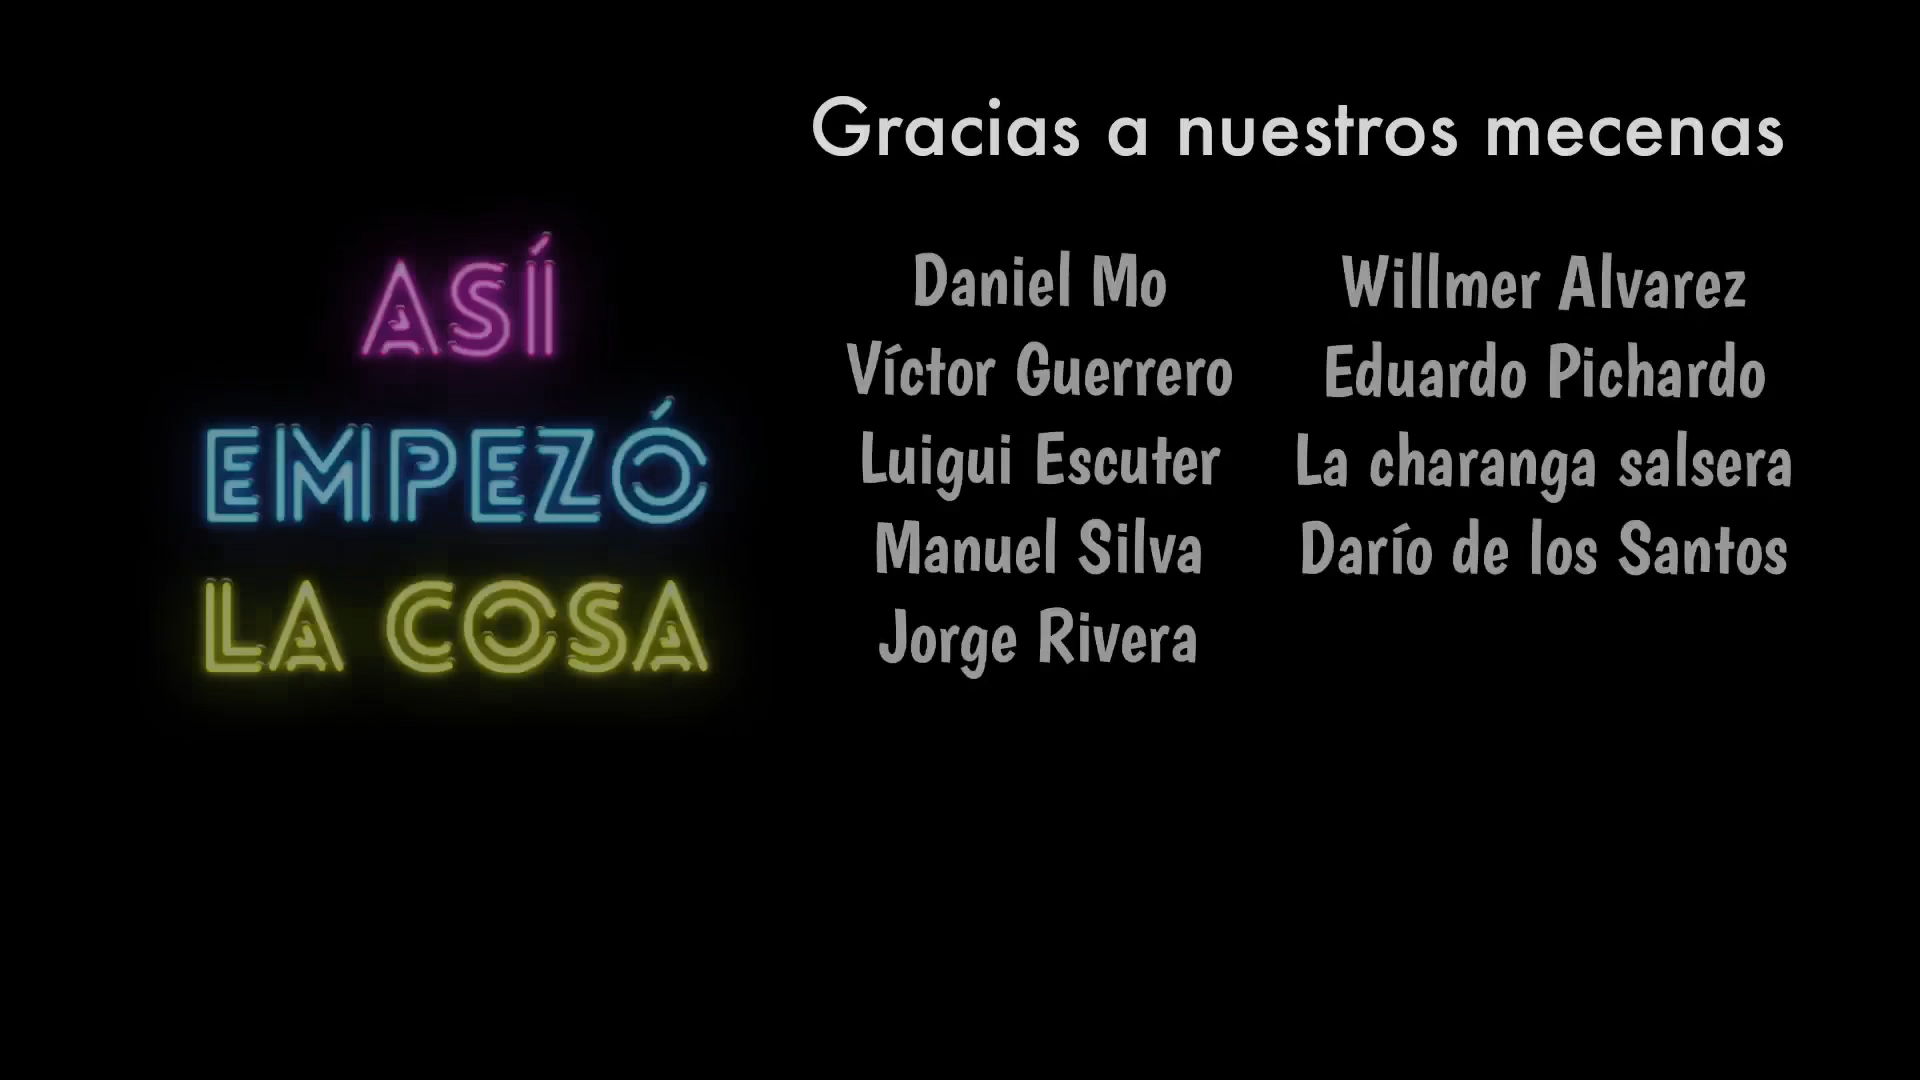 ASÍ
EMPEZÓ
LA COSA
Gracias a nuestros mecenas
Daniel Mo
Víctor Guerrero
Luigui Escuter
Manuel Silva
Jorge Rivera
Willmer Alvarez
Eduardo Pichardo
La charanga salsera
Darío de los Santos